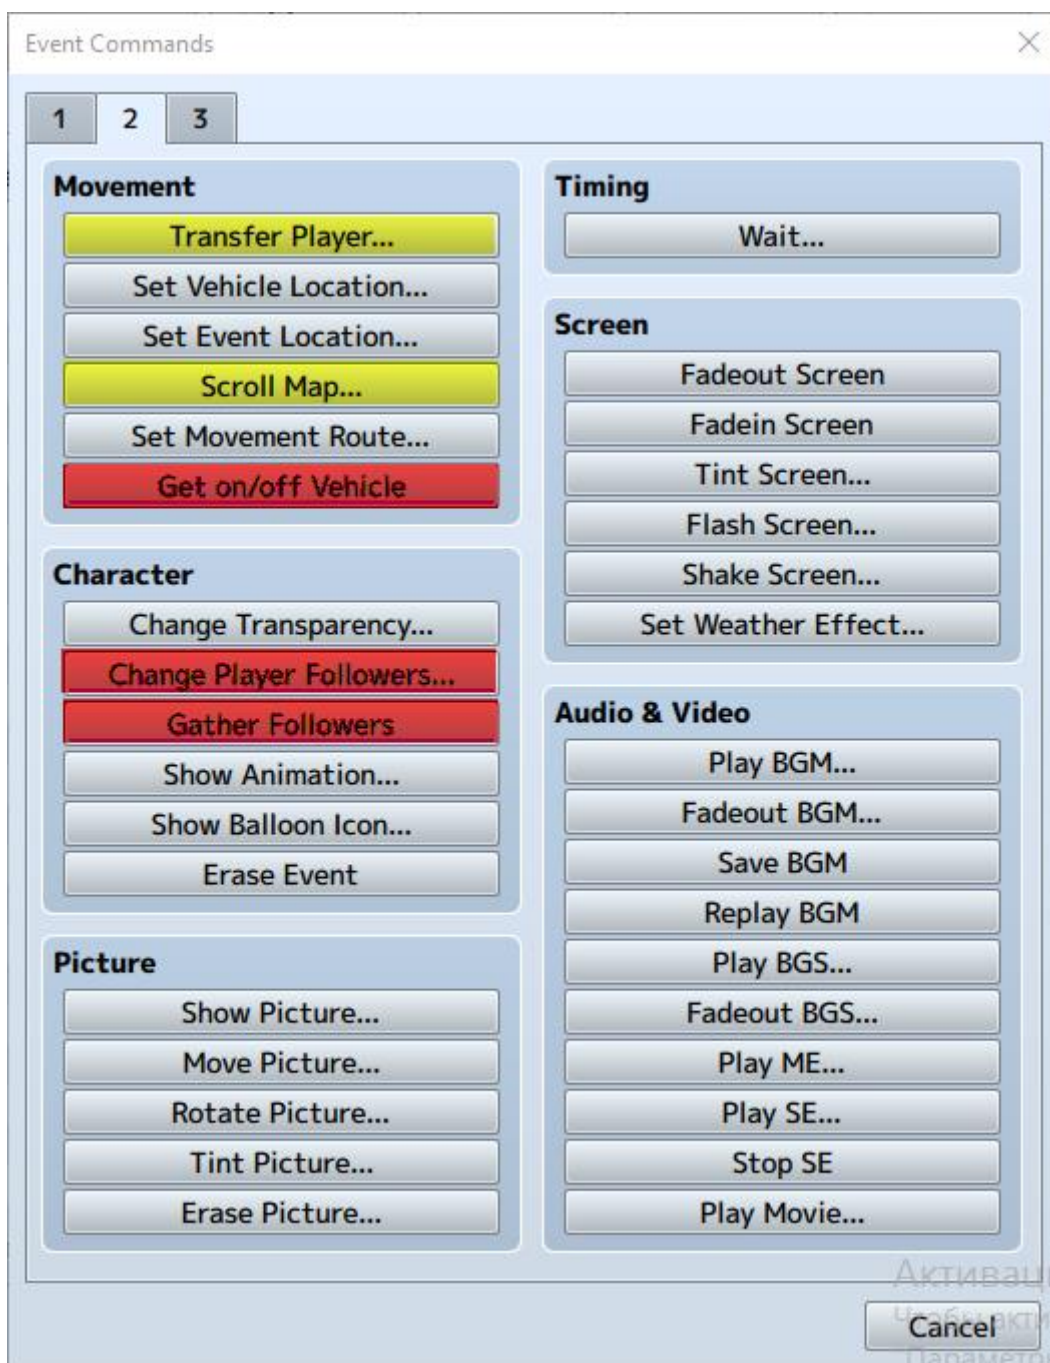 Event Commands
1 2 3
Movement
Transfer Player...
Set Vehicle Location...
Set Event Location...
Scroll Map...
Set Movement Route...
Get on/off Vehicle
Character
Change Transparency...
Change Player Followers...
Gather Followers
Show Animation...
Show Balloon Icon...
Erase Event
Picture
Show Picture...
Move Picture...
Rotate Picture...
Tint Picture...
Erase Picture...
Timing
Wait...
Screen
Fadeout Screen
Fadein Screen
Tint Screen...
Flash Screen...
Shake Screen...
Set Weather Effect...
Audio & Video
Play BGM...
Fadeout BGM...
Save BGM
Replay BGM
Play BGS...
Fadeout BGS...
Play ME...
Play SE...
Stop SE
Play Movie...
Активац
Cancel